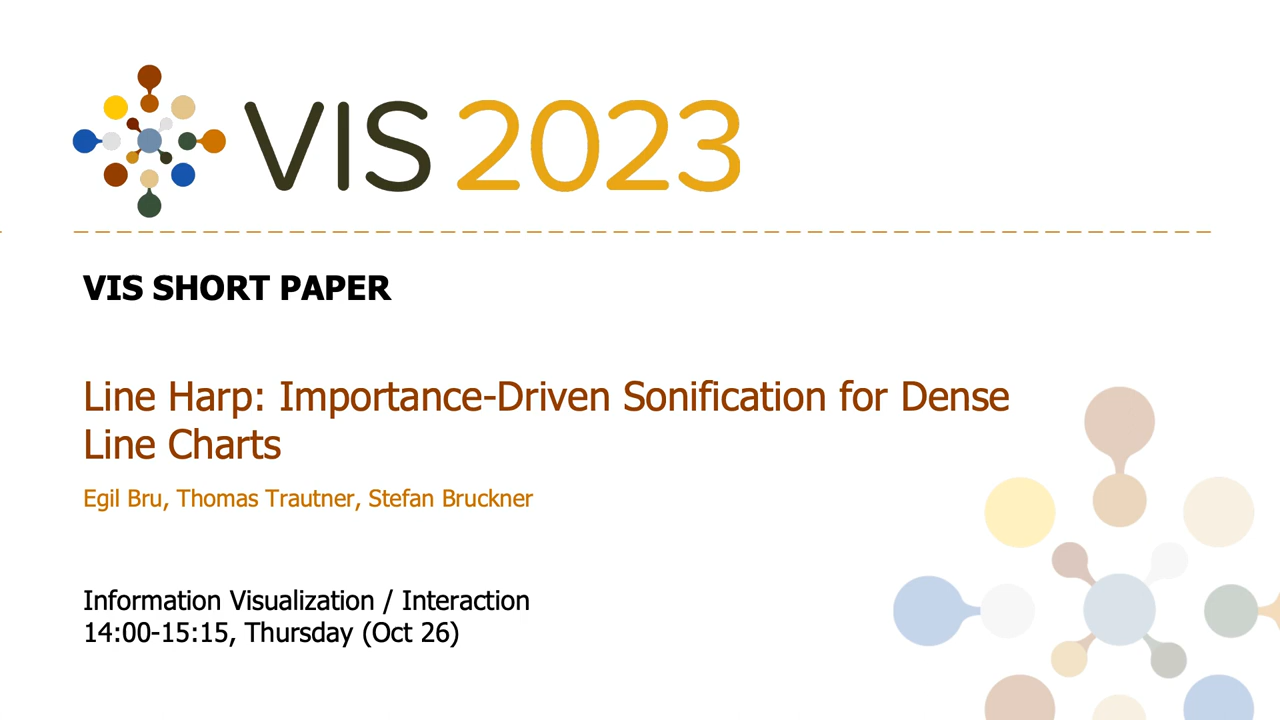 VIS 2023
VIS SHORT PAPER
Line Harp: Importance-Driven Sonification for Dense
Line Charts
Egil Bru, Thomas Trautner, Stefan Bruckner
Information Visualization / Interaction
14:00-15:15, Thursday (Oct 26)